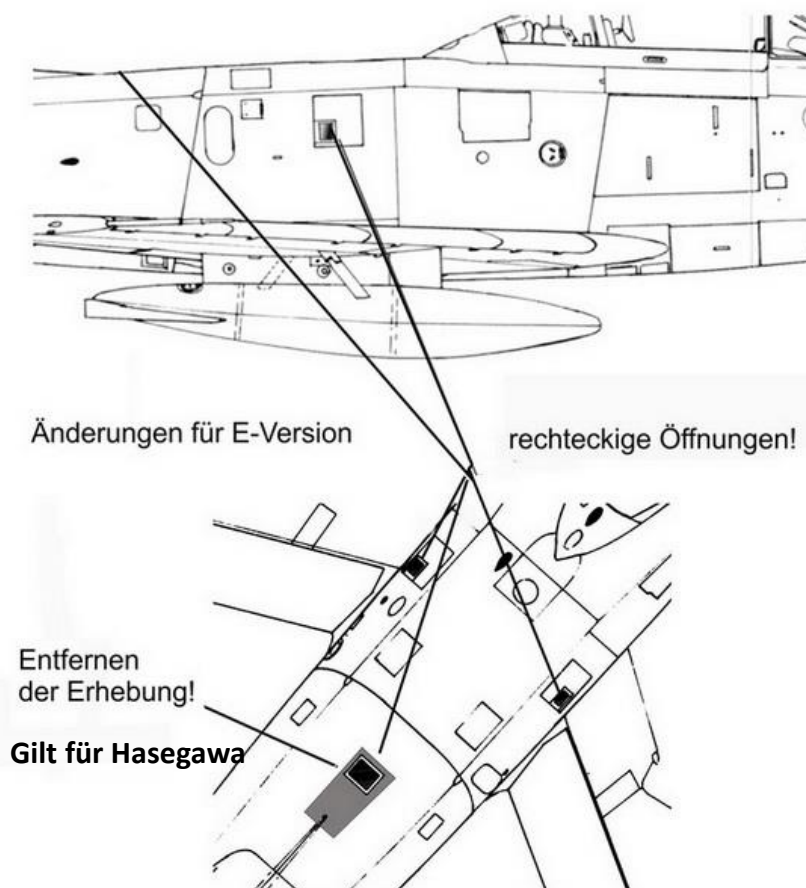 Änderungen für E-Version
rechteckige Öffnungen!
Entfernen
der Erhebung!
Gilt für Hasegawa